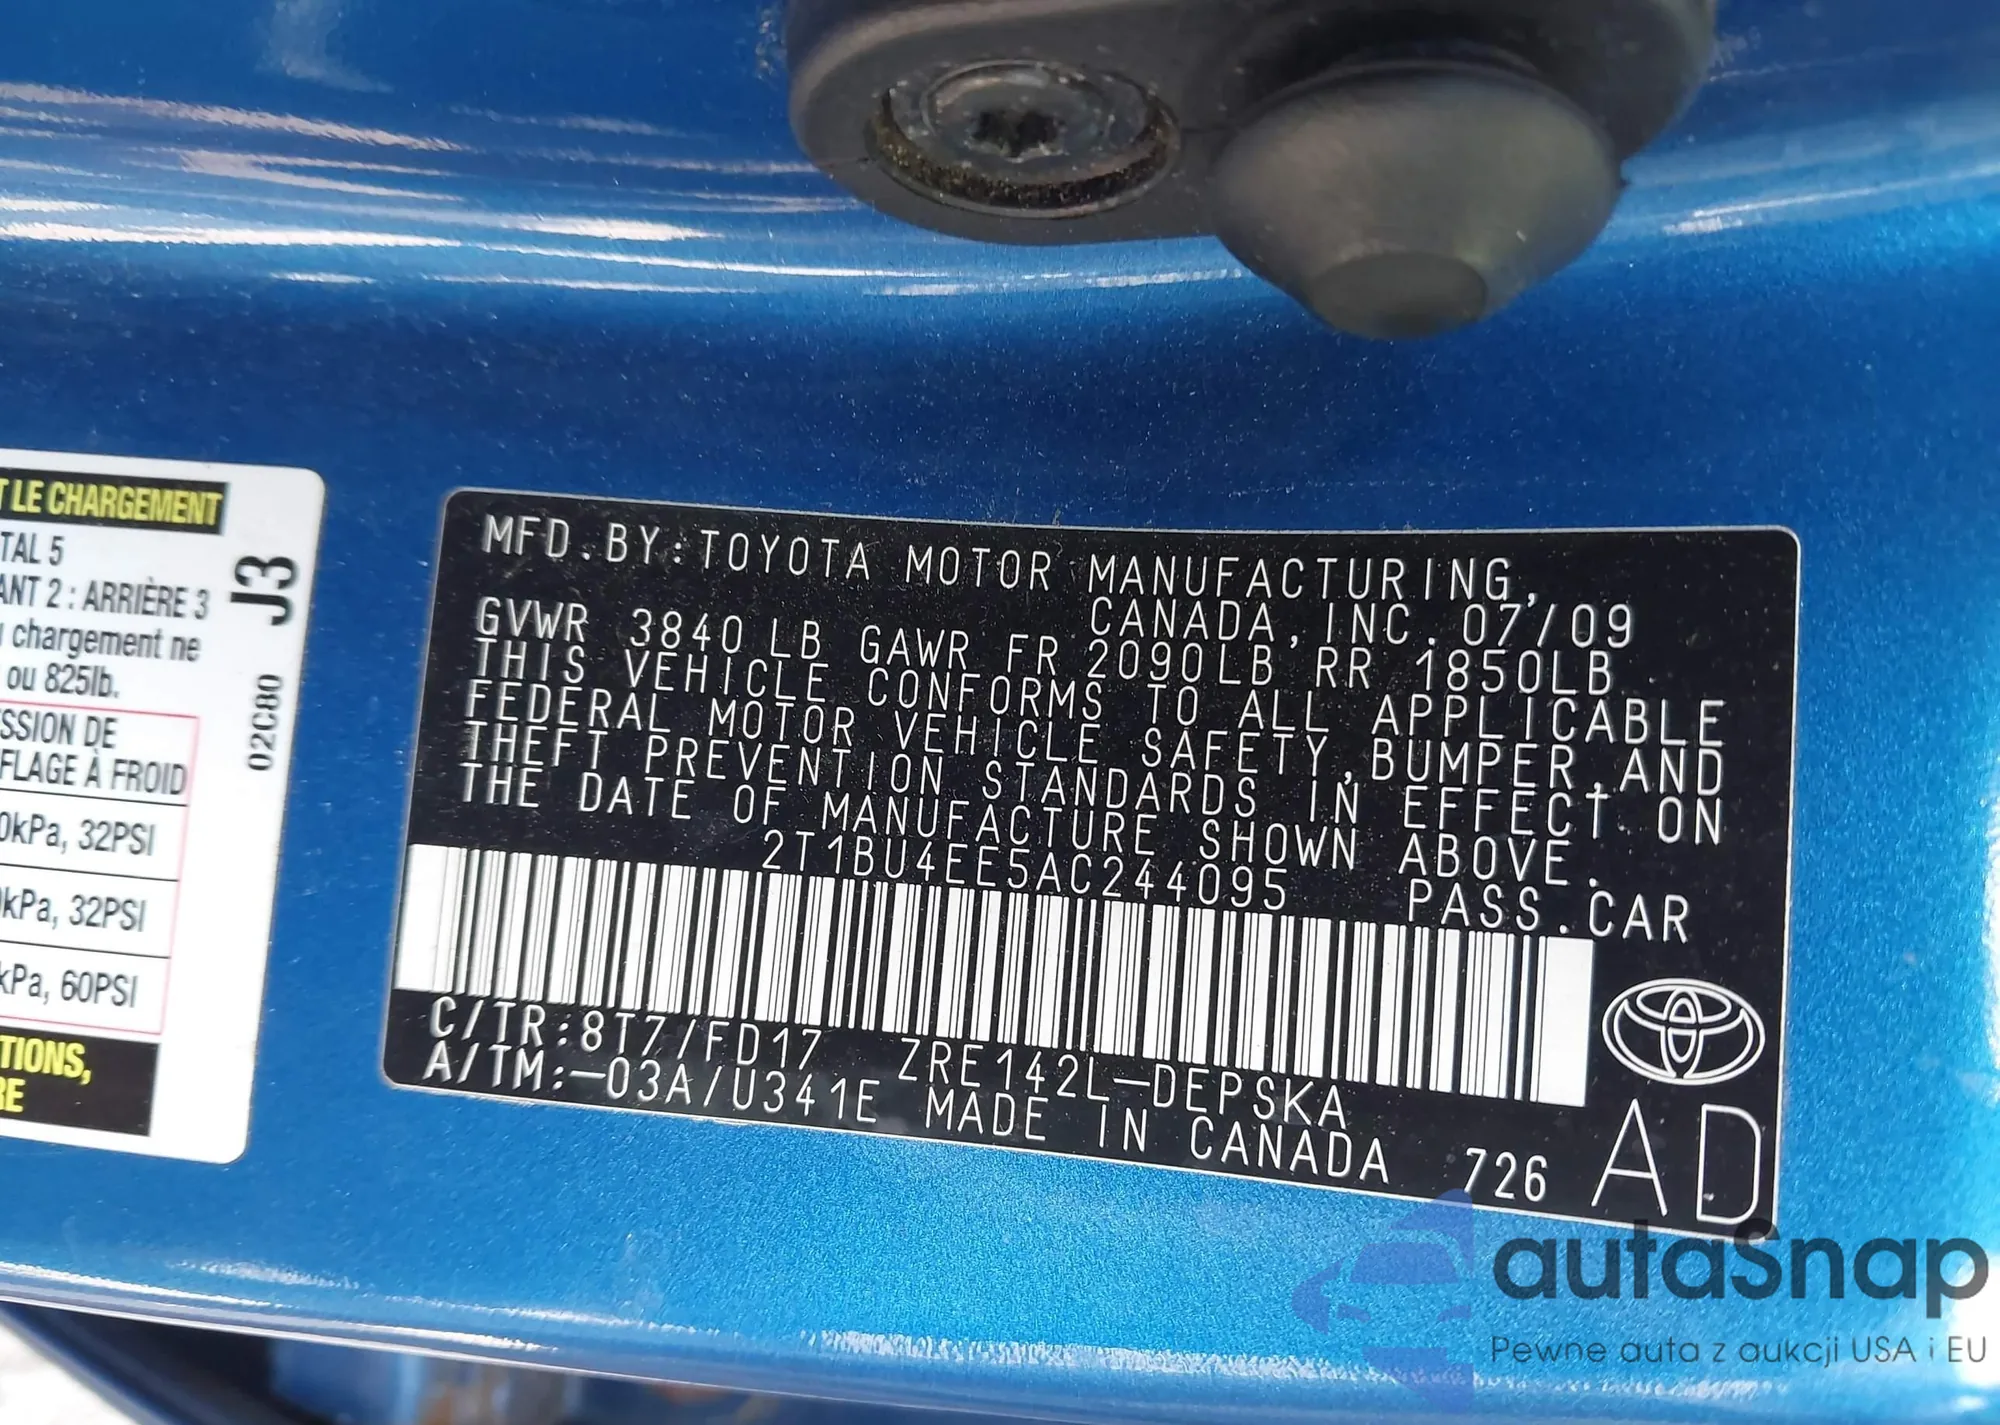 T LE CHARGEMENT
TAL 5
ANT 2 : ARRIÈRE 3
chargement ne
ou 825lb.
SSION DE
FLAGE À FROID
0kPa, 32PSI
kPa, 32PSI
kPa, 60PSI
TIONS,
RE
J3
02C80
MFD.BY:TOYOTA MOTOR MANUFACTURING,
CANADA,INC. 07/09
GVWR 3840 LB GAWR FR 2090LB RR 1850LB
THIS VEHICLE CONFORMS TO ALL APPLICABLE
FEDERAL MOTOR VEHICLE SAFETY,BUMPER,AND
THEFT PREVENTION STANDARDS IN EFFECT ON
THE DATE OF MANUFACTURE SHOWN ABOVE.
2T1BU4EE5AC244095 PASS.CAR
C/TR:8T7/FD17 ZRE142L-DEPSKA
A/TM:-03A/U341E MADE IN CANADA 726
AD
autaSnap
Pewne auta z aukcji USA i EU